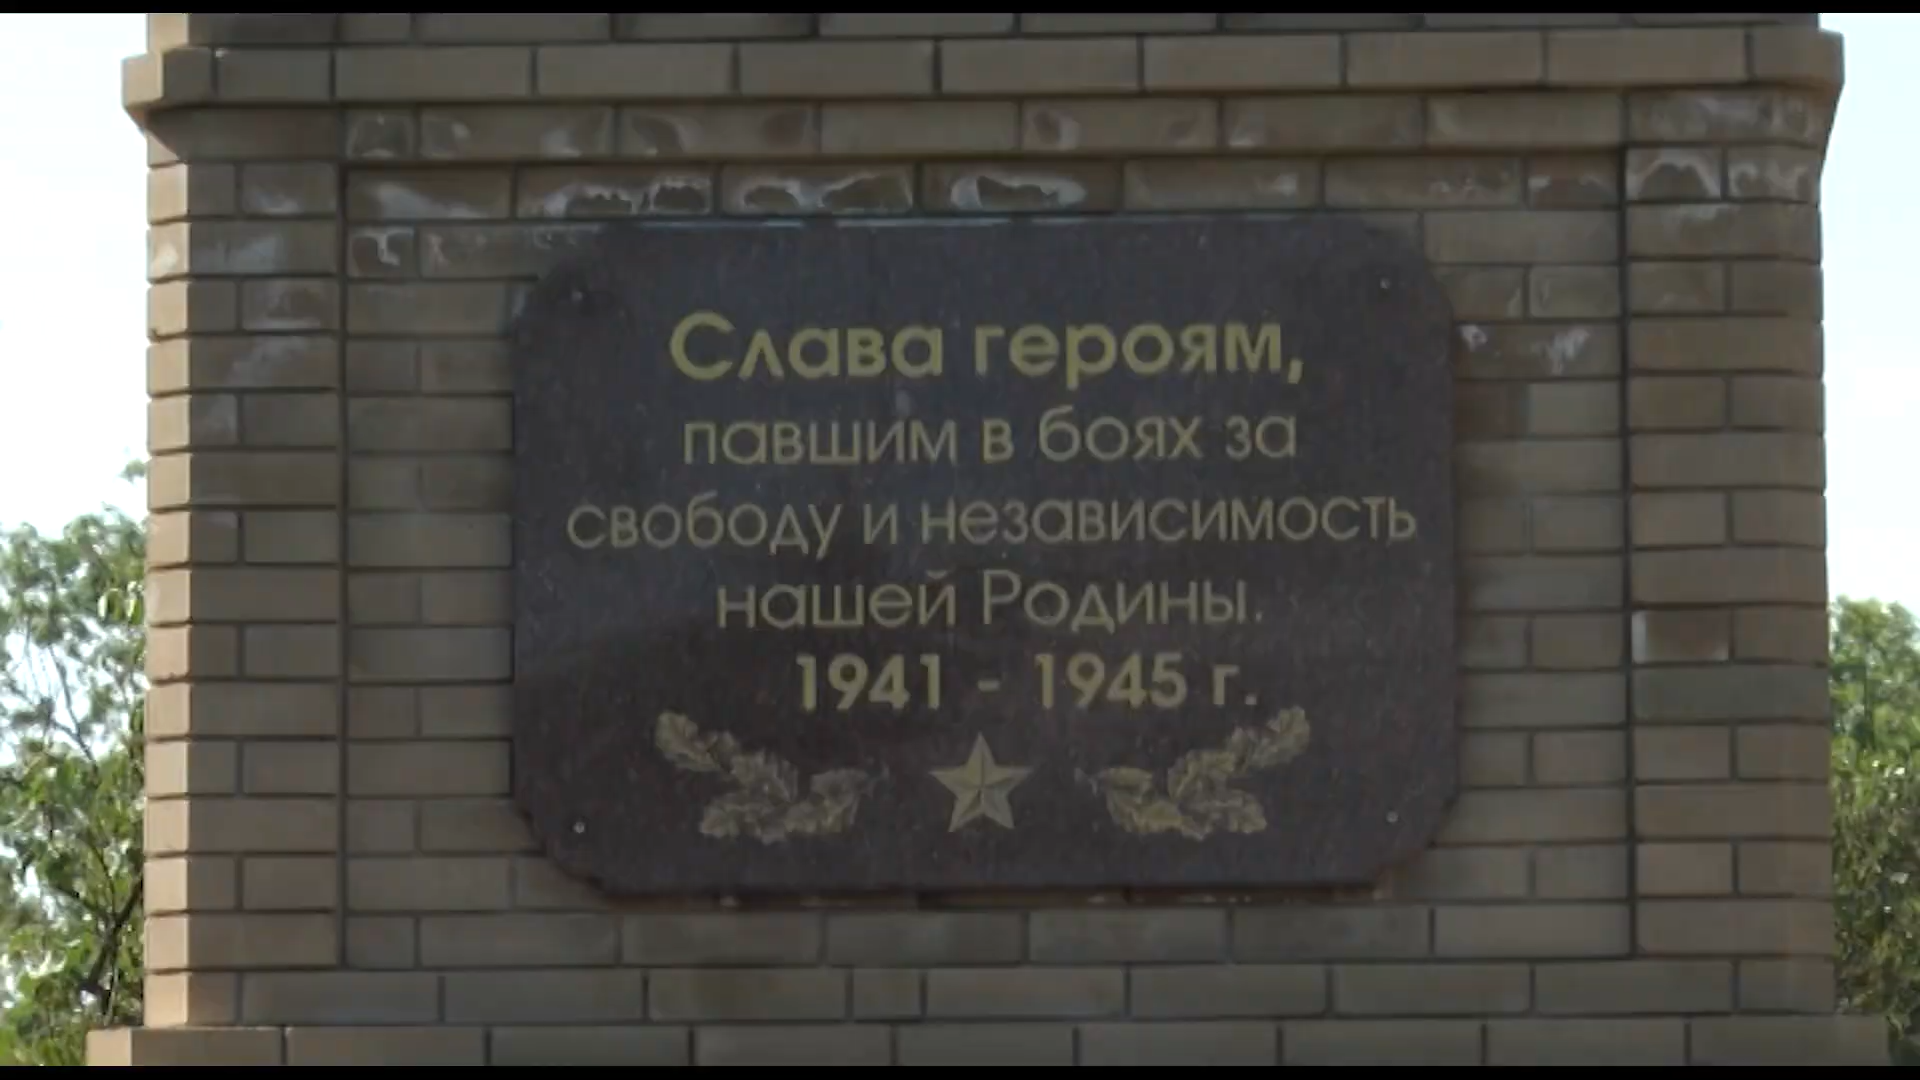 Слава героям,
павшим в боях за
свободу и независимость
нашей Родины.
1941 - 1945 г.